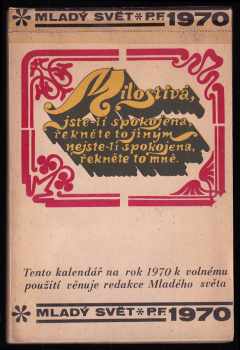 MLADÝ SVĚT * P.F. 1970
Milostivá,
jste-li spokojena,
řekněte to jiným
nejste-li spokojena,
řekněte to mně.
Tento kalendář na rok 1970 k volnému
použití věnuje redakce Mladého světa
MLADÝ SVĚT * P.F. 1970